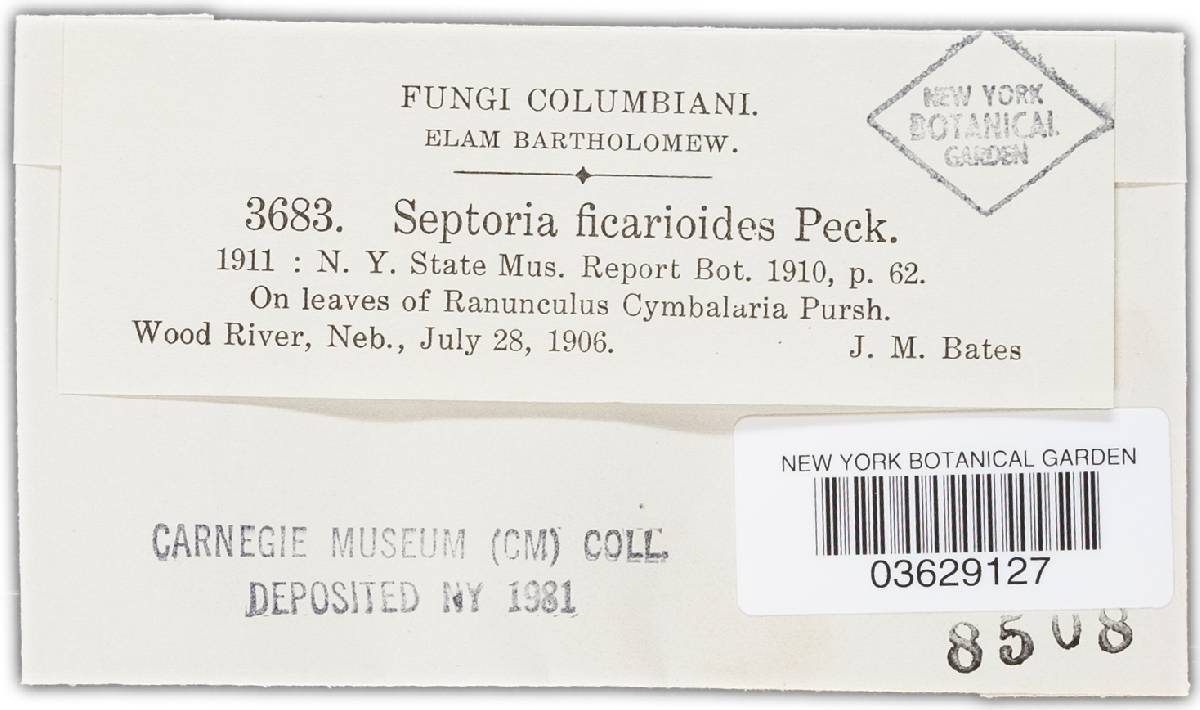 FUNGI COLUMBIANI.
ELAM BARTHOLOMEW.
NEW YORK
BOTANICAL
GARDEN
3683. Septoria ficarioides Peck.
1911 : N. Y. State Mus. Report Bot. 1910, p. 62.
On leaves of Ranunculus Cymbalaria Pursh.
Wood River, Neb., July 28, 1906. J. M. Bates
NEW YORK BOTANICAL GARDEN
03629127
CARNEGIE MUSEUM (CM) COLL.
DEPOSITED NY 1981
8508